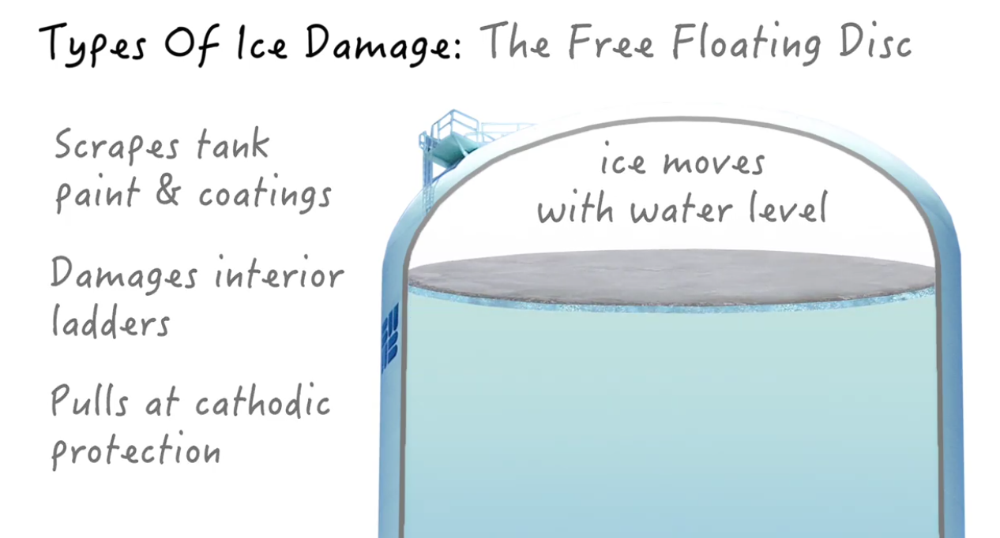 Types Of Ice Damage: The Free Floating Disc
Scrapes tank
paint & coatings
Damages interior
ladders
Pulls at cathodic
protection
ice moves
with water level